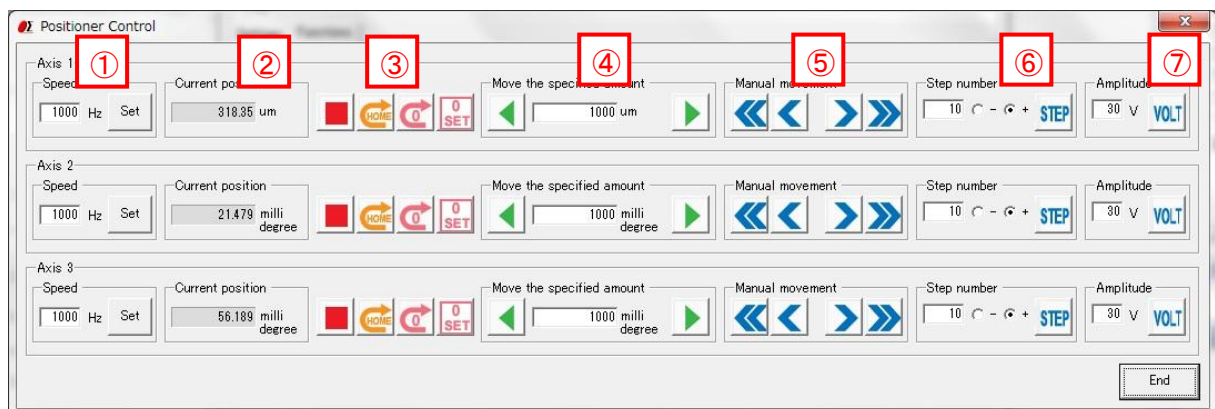 Positioner Control
① ② ③ ④ ⑤ ⑥ ⑦
Axis 1
Speed Current position Move the specified amount Manual movement Step number Amplitude
1000 Hz Set 318.35 um HOME 0 0 SET 1000 um 10 - + STEP 30 V VOLT
Axis 2
Speed Current position Move the specified amount Manual movement Step number Amplitude
1000 Hz Set 21.479 milli degree HOME 0 0 SET 1000 milli degree 10 - + STEP 30 V VOLT
Axis 3
Speed Current position Move the specified amount Manual movement Step number Amplitude
1000 Hz Set 56.189 milli degree HOME 0 0 SET 1000 milli degree 10 - + STEP 30 V VOLT
End